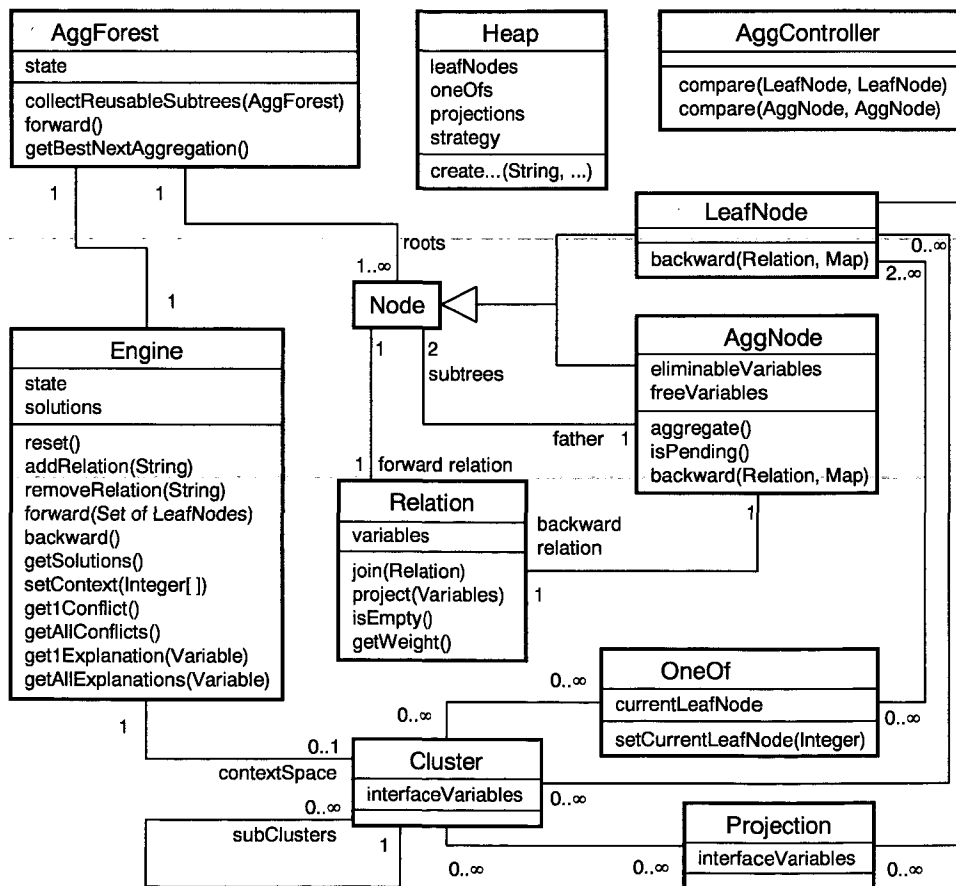 AggForest
state
collectReusableSubtrees(AggForest)
forward()
getBestNextAggregation()
Heap
leafNodes
oneOfs
projections
strategy
create...(String, ...)
AggController
compare(LeafNode, LeafNode)
compare(AggNode, AggNode)
1
1
LeafNode
backward(Relation, Map)
0..∞
2..∞
roots
1..∞
Node
1
Engine
state
solutions
reset()
addRelation(String)
removeRelation(String)
forward(Set of LeafNodes)
backward()
getSolutions()
setContext(Integer[ ])
get1Conflict()
getAllConflicts()
get1Explanation(Variable)
getAllExplanations(Variable)
1
2
subtrees
AggNode
eliminableVariables
freeVariables
aggregate()
isPending()
backward(Relation, Map)
father
1
1
forward relation
Relation
variables
join(Relation)
project(Variables)
isEmpty()
getWeight()
backward
relation
1
1
OneOf
currentLeafNode
setCurrentLeafNode(Integer)
0..∞
0..∞
0..∞
1
0..1
contextSpace
Cluster
interfaceVariables
0..∞
0..∞
subClusters
1
0..∞
0..∞
Projection
interfaceVariables
0..∞